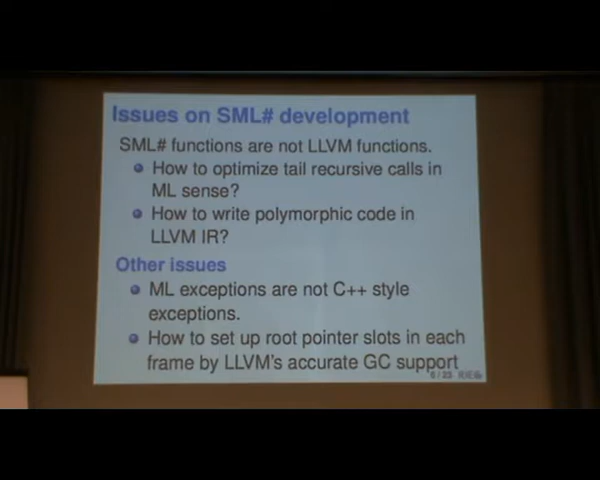 Issues on SML# development
SML# functions are not LLVM functions.
How to optimize tail recursive calls in
ML sense?
How to write polymorphic code in
LLVM IR?
Other issues
ML exceptions are not C++ style
exceptions.
How to set up root pointer slots in each
frame by LLVM's accurate GC support
6 / 23